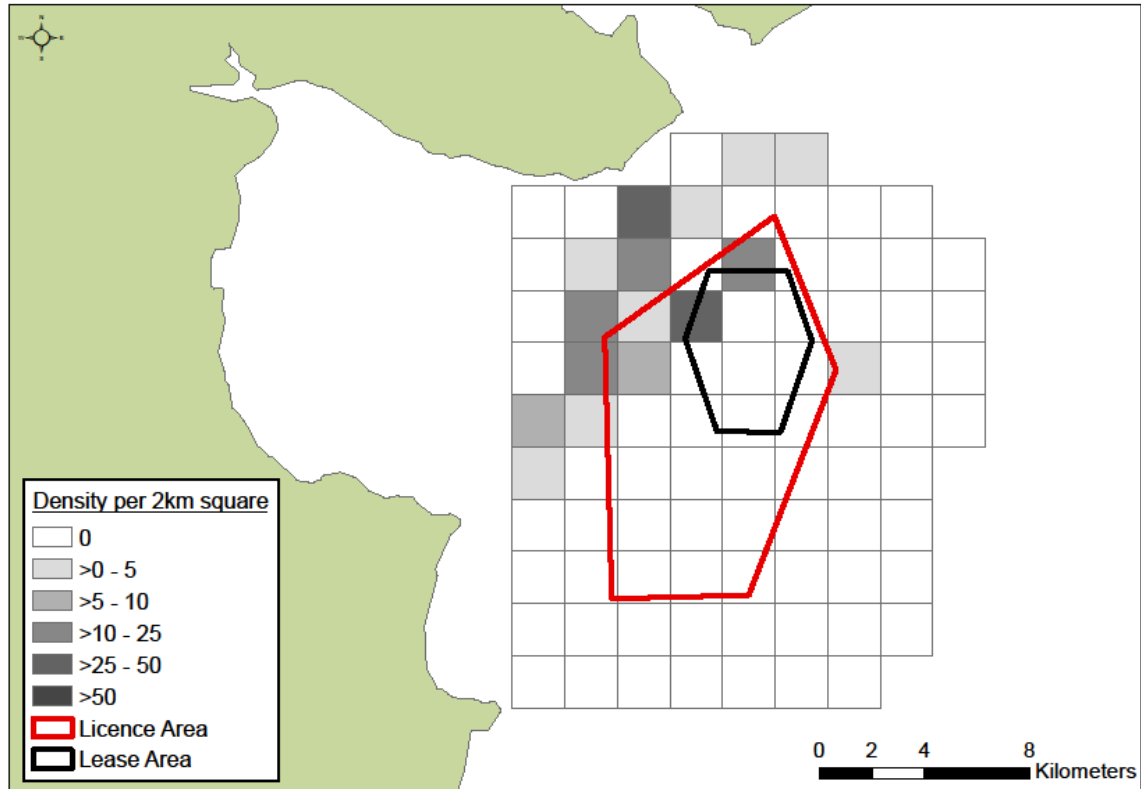 N
W E
S
Density per 2km square
0
>0 - 5
>5 - 10
>10 - 25
>25 - 50
>50
Licence Area
Lease Area
0 2 4 8
Kilometers